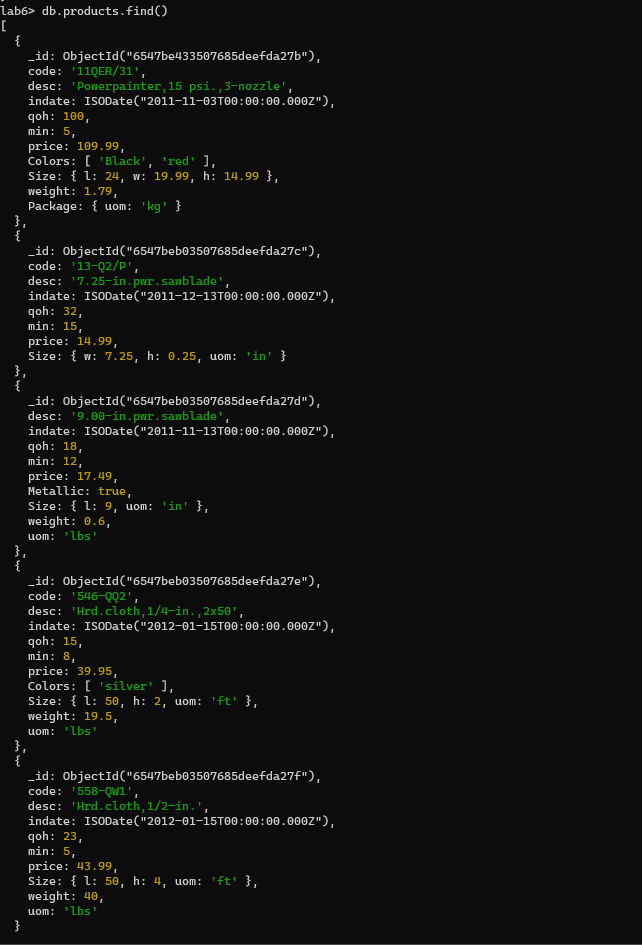 lab6> db.products.find()
[
  {
    _id: ObjectId("6547be433507685deefda27b"),
    code: '11QER/31',
    desc: 'Powerpainter,15 psi.,3-nozzle',
    indate: ISODate("2011-11-03T00:00:00.000Z"),
    qoh: 100,
    min: 5,
    price: 109.99,
    Colors: [ 'Black', 'red' ],
    Size: { l: 24, w: 19.99, h: 14.99 },
    weight: 1.79,
    Package: { uom: 'kg' }
  },
  {
    _id: ObjectId("6547beb03507685deefda27c"),
    code: '13-Q2/P',
    desc: '7.25-in.pwr.sawblade',
    indate: ISODate("2011-12-13T00:00:00.000Z"),
    qoh: 32,
    min: 15,
    price: 14.99,
    Size: { w: 7.25, h: 0.25, uom: 'in' }
  },
  {
    _id: ObjectId("6547beb03507685deefda27d"),
    desc: '9.00-in.pwr.sawblade',
    indate: ISODate("2011-11-13T00:00:00.000Z"),
    qoh: 18,
    min: 12,
    price: 17.49,
    Metallic: true,
    Size: { l: 9, uom: 'in' },
    weight: 0.6,
    uom: 'lbs'
  },
  {
    _id: ObjectId("6547beb03507685deefda27e"),
    code: '546-QQ2',
    desc: 'Hrd.cloth,1/4-in.,2x50',
    indate: ISODate("2012-01-15T00:00:00.000Z"),
    qoh: 15,
    min: 8,
    price: 39.95,
    Colors: [ 'silver' ],
    Size: { l: 50, h: 2, uom: 'ft' },
    weight: 19.5,
    uom: 'lbs'
  },
  {
    _id: ObjectId("6547beb03507685deefda27f"),
    code: '558-QW1',
    desc: 'Hrd.cloth,1/2-in.',
    indate: ISODate("2012-01-15T00:00:00.000Z"),
    qoh: 23,
    min: 5,
    price: 43.99,
    Size: { l: 50, h: 4, uom: 'ft' },
    weight: 40,
    uom: 'lbs'
  }